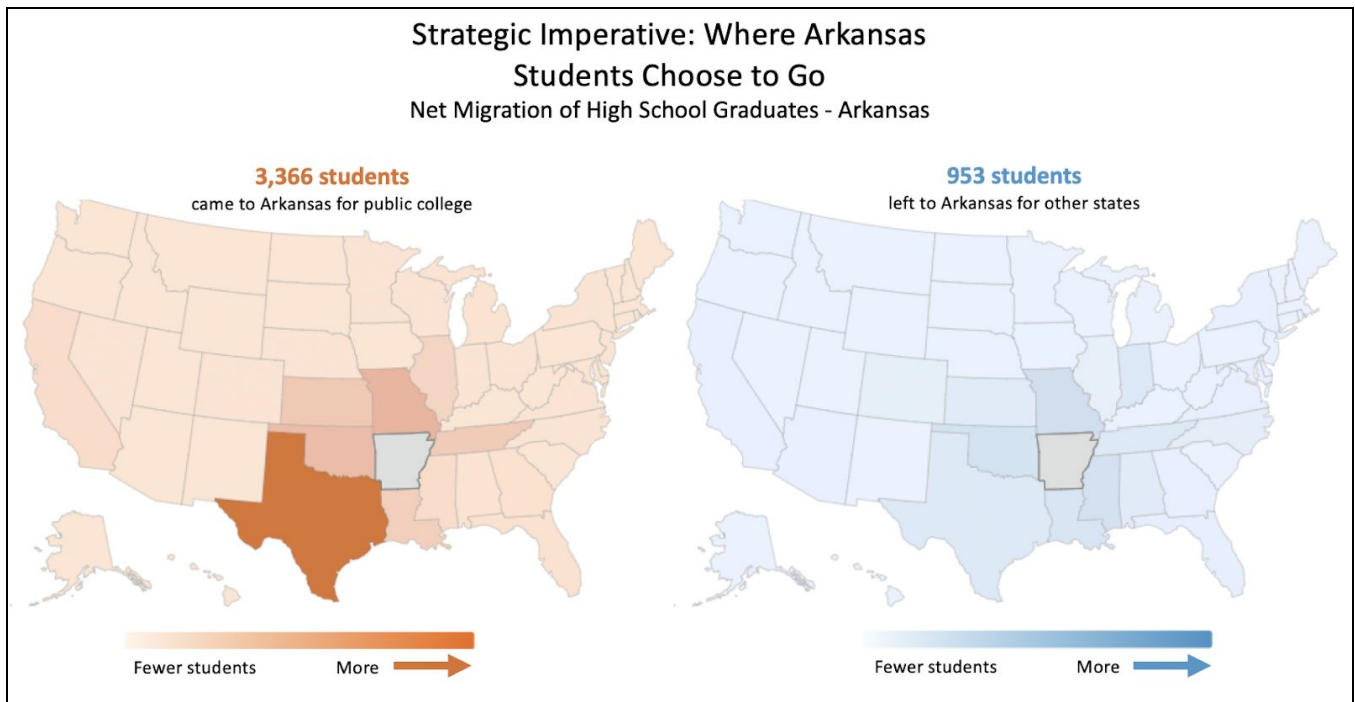 Strategic Imperative: Where Arkansas
Students Choose to Go
Net Migration of High School Graduates - Arkansas
3,366 students
came to Arkansas for public college
953 students
left to Arkansas for other states
Fewer students
More
Fewer students
More